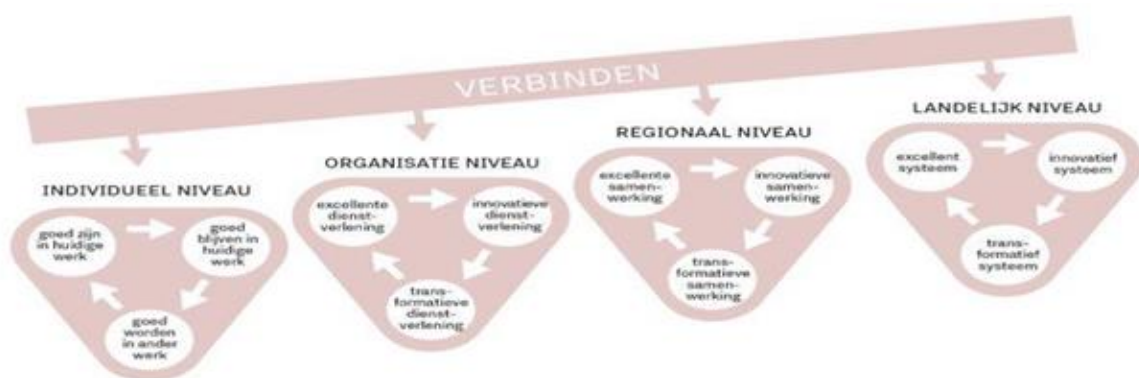 VERBINDEN
INDIVIDUEEL NIVEAU
goed zijn
in huidige
werk
goed
blijven in
huidige
werk
goed
worden
in ander
werk
ORGANISATIE NIVEAU
excellente
dienst-
verlening
innovatieve
dienst-
verlening
trans-
formatieve
dienst-
verlening
REGIONAAL NIVEAU
excellente
samen-
werking
innovatieve
samen-
werking
trans-
formatieve
samen-
werking
LANDELIJK NIVEAU
excellent
systeem
innovatief
systeem
trans-
formatief
systeem